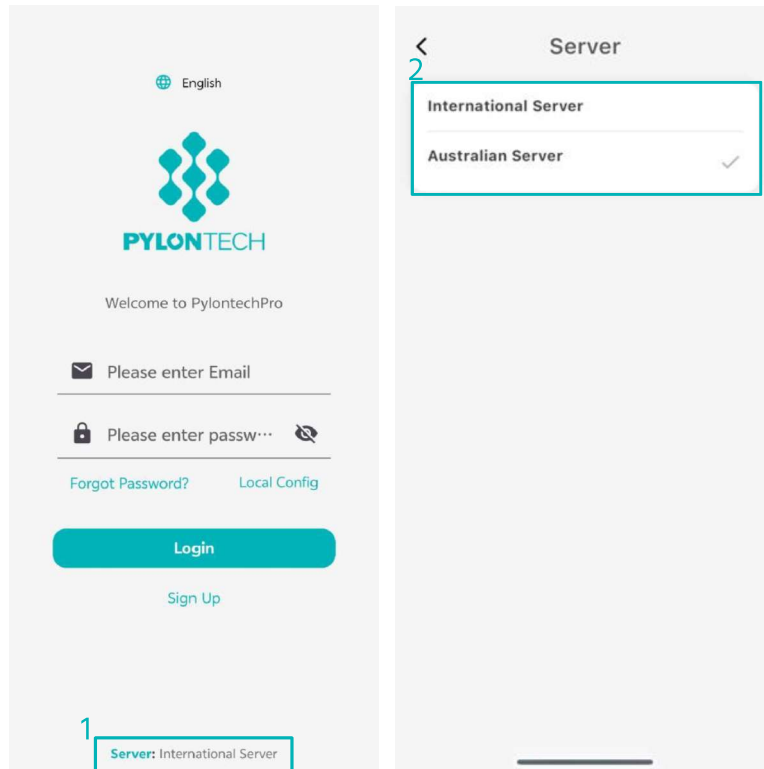 English
PYLONTECH
Welcome to PylontechPro
Please enter Email
Please enter passw···
Forgot Password? Local Config
Login
Sign Up
1
Server: International Server
Server
2
International Server
Australian Server